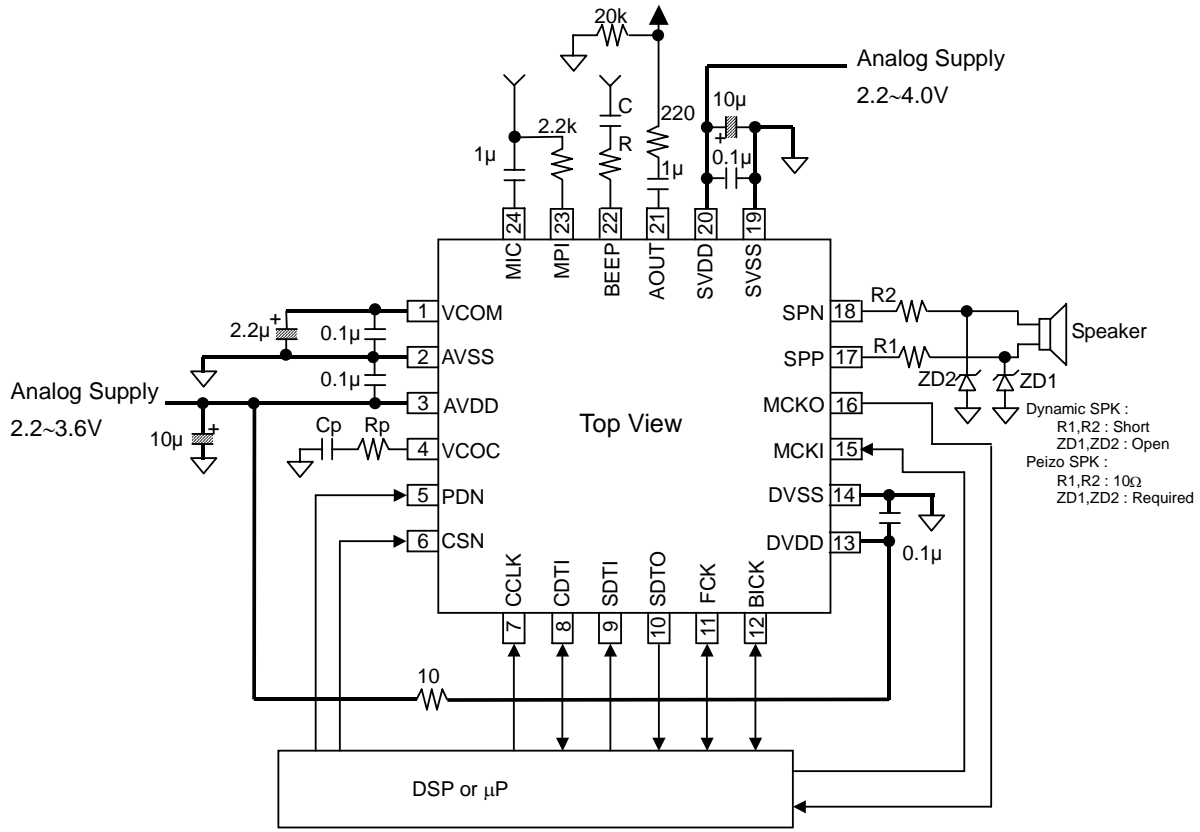 20k
Analog Supply
2.2~4.0V
C
10µ
2.2k
220
R
1µ
1µ
0.1µ
24
23
22
21
20
19
MIC
MPI
BEEP
AOUT
SVDD
SVSS
1
VCOM
SPN
18
R2
2.2µ
+
0.1µ
Speaker
2
AVSS
SPP
17
R1
0.1µ
ZD2
ZD1
Analog Supply
2.2~3.6V
3
AVDD
Top View
MCKO
16
10µ
+
Cp
Rp
4
VCOC
MCKI
15
Dynamic SPK :
R1,R2 : Short
ZD1,ZD2 : Open
Peizo SPK :
R1,R2 : 10Ω
ZD1,ZD2 : Required
5
PDN
DVSS
14
6
CSN
DVDD
13
0.1µ
CCLK
CDTI
SDTI
SDTO
FCK
BICK
7
8
9
10
11
12
10
DSP or µP
+